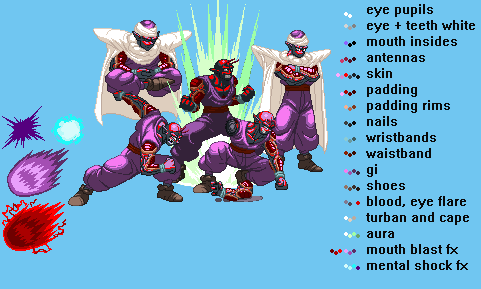 eye pupils
eye + teeth white
mouth insides
antennas
skin
padding
padding rims
nails
wristbands
waistband
gi
shoes
blood, eye flare
turban and cape
aura
mouth blast fx
mental shock fx